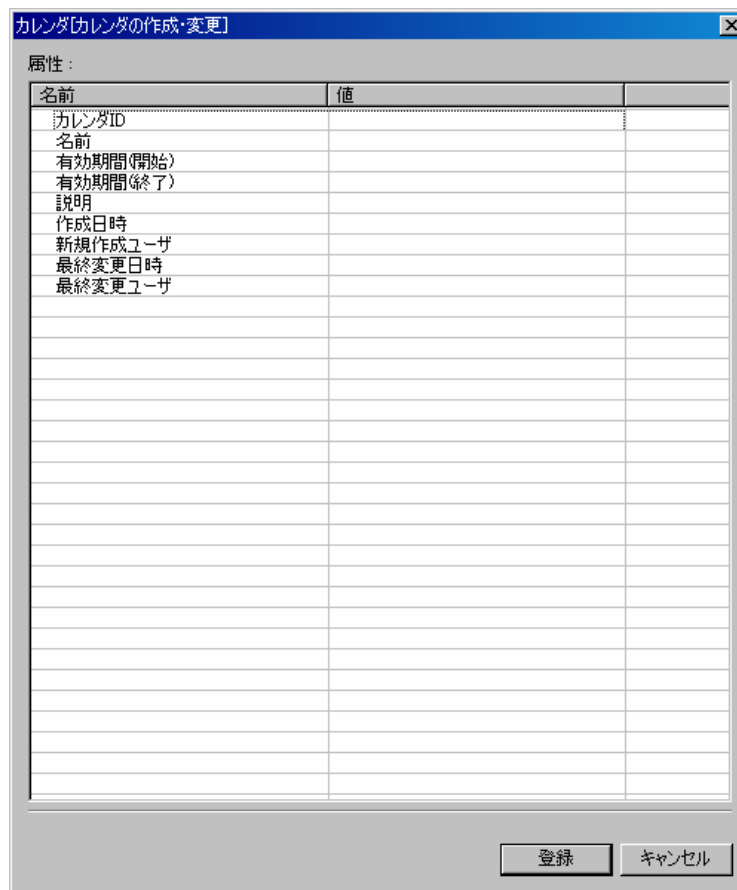 カレンダ[カレンダの作成・変更]
属性：
名前 値
カレンダID
名前
有効期間(開始)
有効期間(終了)
説明
作成日時
新規作成ユーザ
最終変更日時
最終変更ユーザ
登録 キャンセル